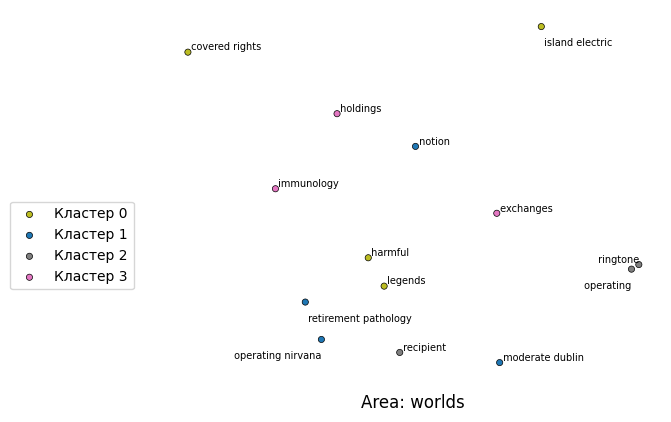 island electric
covered rights
holdings
notion
immunology
exchanges
Кластер 0
Кластер 1
Кластер 2
Кластер 3
harmful
ringtone
legends
operating
retirement pathology
operating nirvana
recipient
moderate dublin
Area: worlds